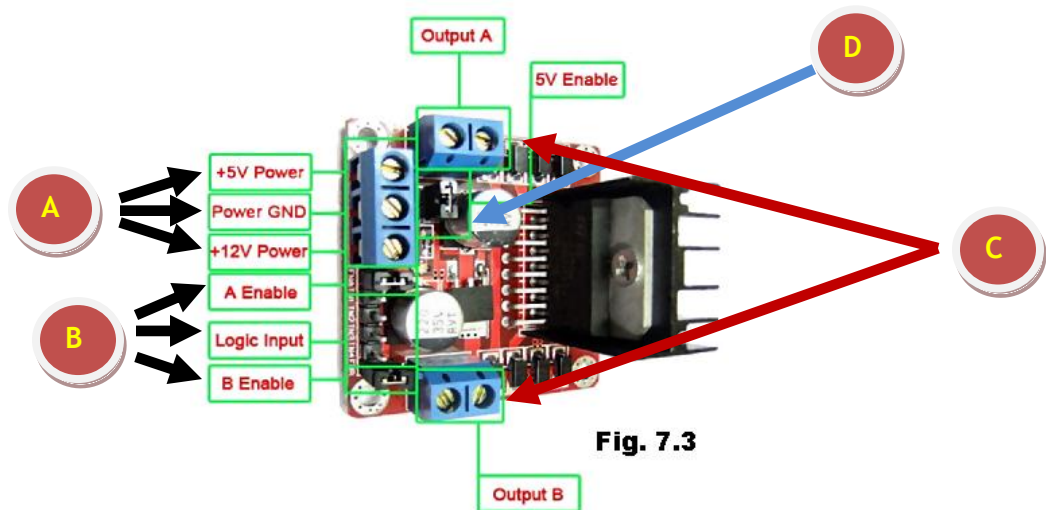 Output A
D
5V Enable
+5V Power
A
Power GND
+12V Power
C
A Enable
B
Logic Input
B Enable
Fig. 7.3
Output B